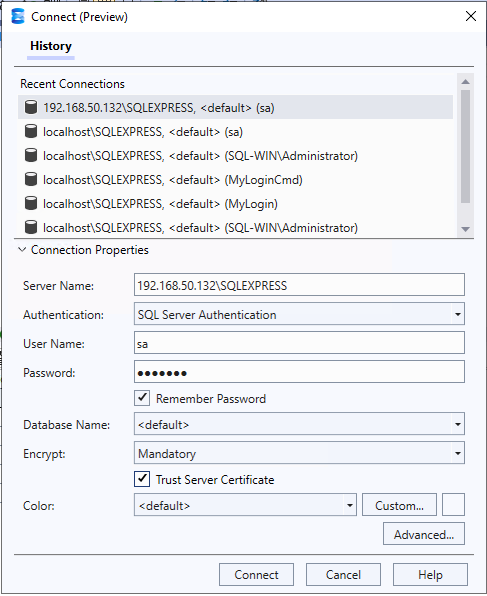 Connect (Preview)
History
Recent Connections
192.168.50.132\SQLEXPRESS, <default> (sa)
localhost\SQLEXPRESS, <default> (sa)
localhost\SQLEXPRESS, <default> (SQL-WIN\Administrator)
localhost\SQLEXPRESS, <default> (MyLoginCmd)
localhost\SQLEXPRESS, <default> (MyLogin)
localhost\SQLEXPRESS, <default> (SQL-WIN\Administrator)
Connection Properties
Server Name: 192.168.50.132\SQLEXPRESS
Authentication: SQL Server Authentication
User Name: sa
Password: ●●●●●●●
Remember Password
Database Name: <default>
Encrypt: Mandatory
Trust Server Certificate
Color: <default> Custom...
Advanced...
Connect Cancel Help